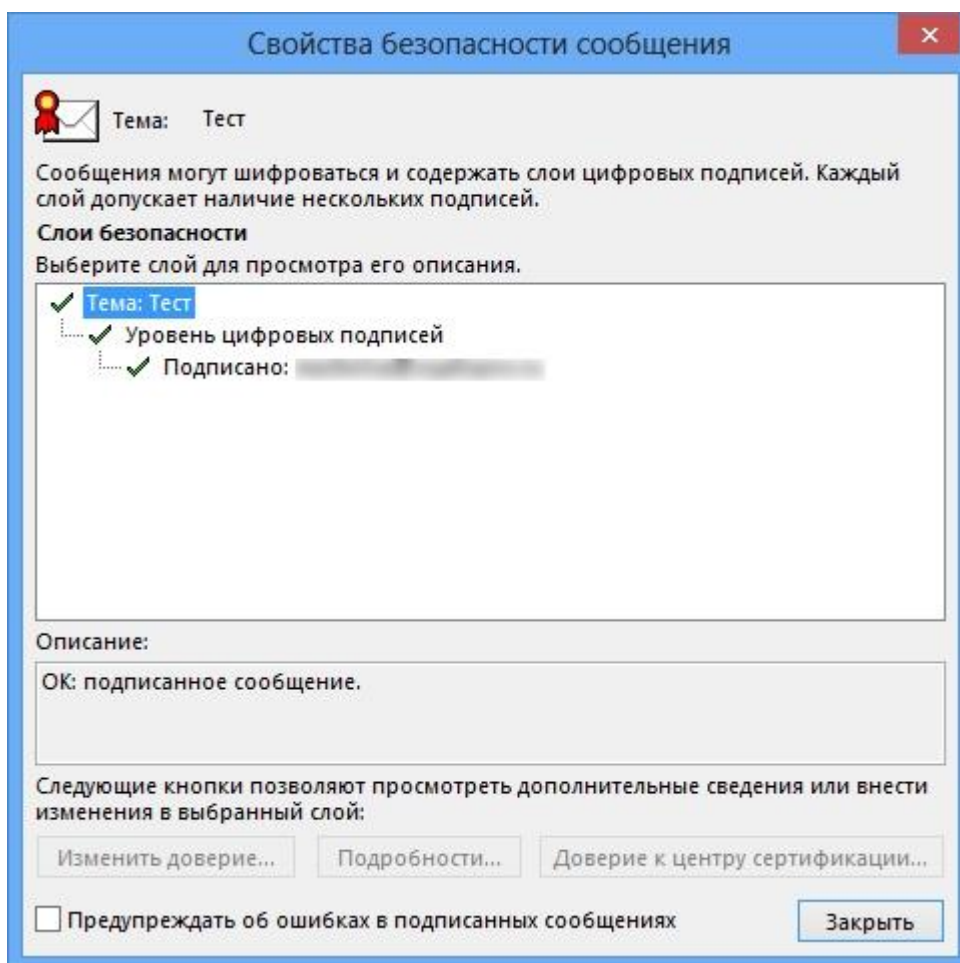 Свойства безопасности сообщения
Тема: Тест
Сообщения могут шифроваться и содержать слои цифровых подписей. Каждый
слой допускает наличие нескольких подписей.
Слои безопасности
Выберите слой для просмотра его описания.
Тема: Тест
Уровень цифровых подписей
Подписано:
Описание:
ОК: подписанное сообщение.
Следующие кнопки позволяют просмотреть дополнительные сведения или внести
изменения в выбранный слой:
Изменить доверие... Подробности... Доверие к центру сертификации...
Предупреждать об ошибках в подписанных сообщениях Закрыть